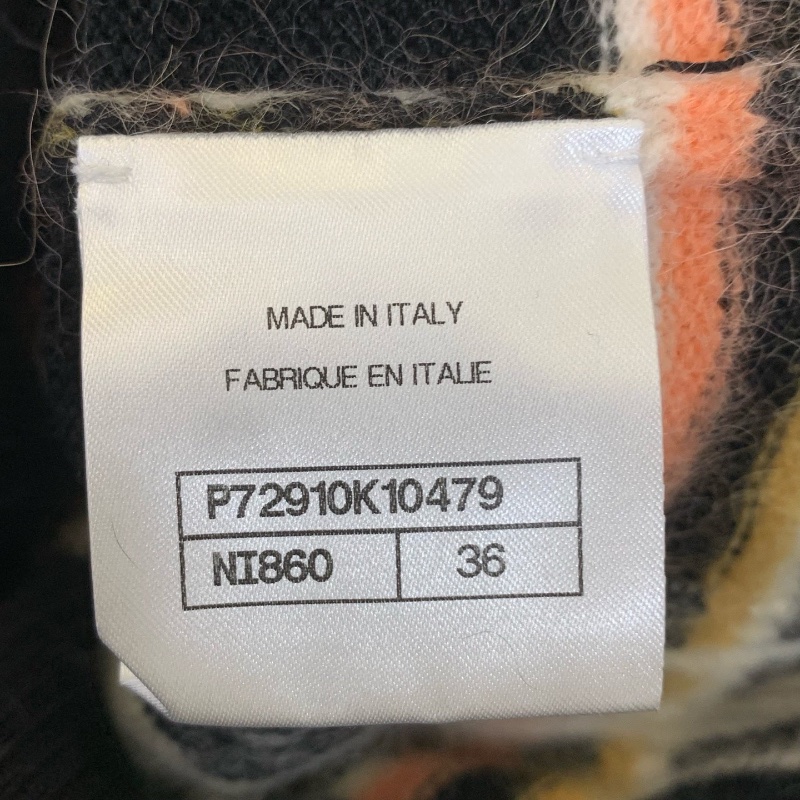 MADE IN ITALY
FABRIQUE EN ITALIE
P72910K10479
NI860 36